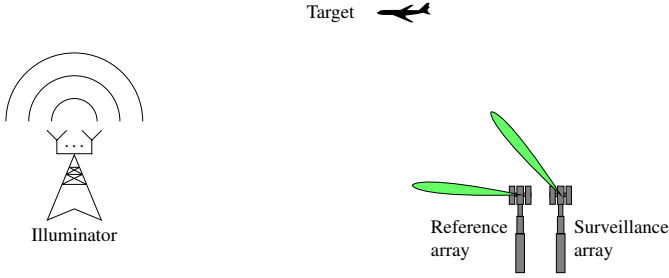 Target
Illuminator
Reference
array
Surveillance
array